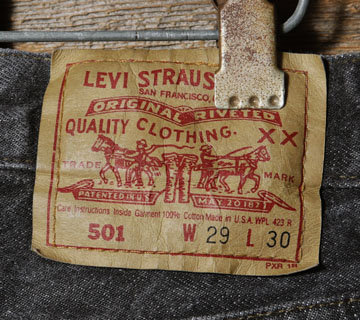 LEVI STRAUS
SAN FRANCISCO,
ORIGINAL RIVETED
QUALITY CLOTHING. XX
TRADE MARK
PATENTED IN U.S. MAY 20 1873
Care Instructions Inside Garment 100% Cotton Made in U.S.A. WPL 423 R
501 W 29 L 30